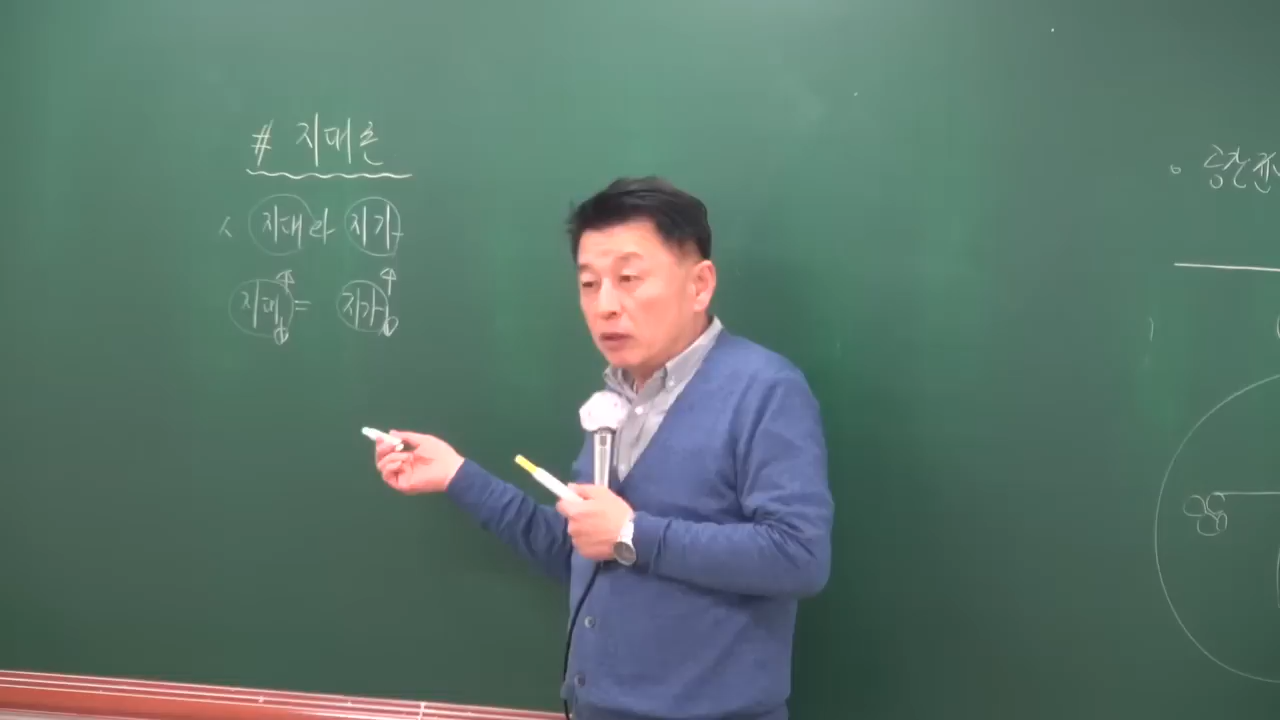 # 지대론
지대와 지가
지대 = 지가